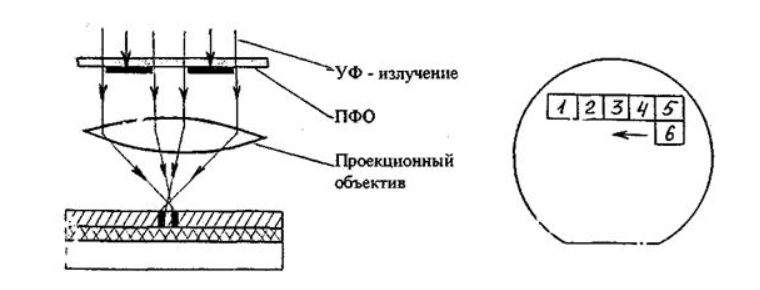 УФ - излучение
ПФО
Проекционный
объектив
1 2 3 4 5
6